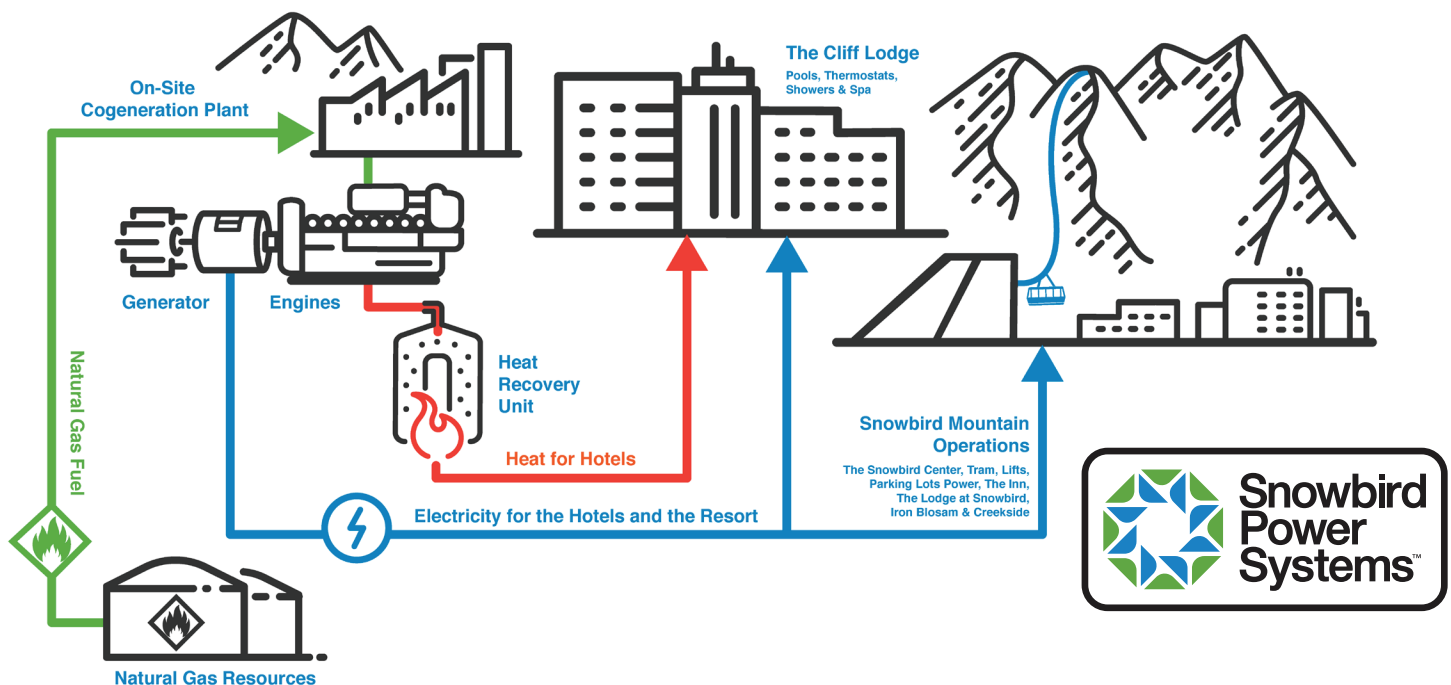 On-Site
Cogeneration Plant
The Cliff Lodge
Pools, Thermostats,
Showers & Spa
Generator
Engines
Natural Gas Fuel
Heat
Recovery
Unit
Heat for Hotels
Snowbird Mountain
Operations
The Snowbird Center, Tram, Lifts,
Parking Lots Power, The Inn,
The Lodge at Snowbird,
Iron Blosam & Creekside
Electricity for the Hotels and the Resort
Snowbird
Power
Systems™
Natural Gas Resources